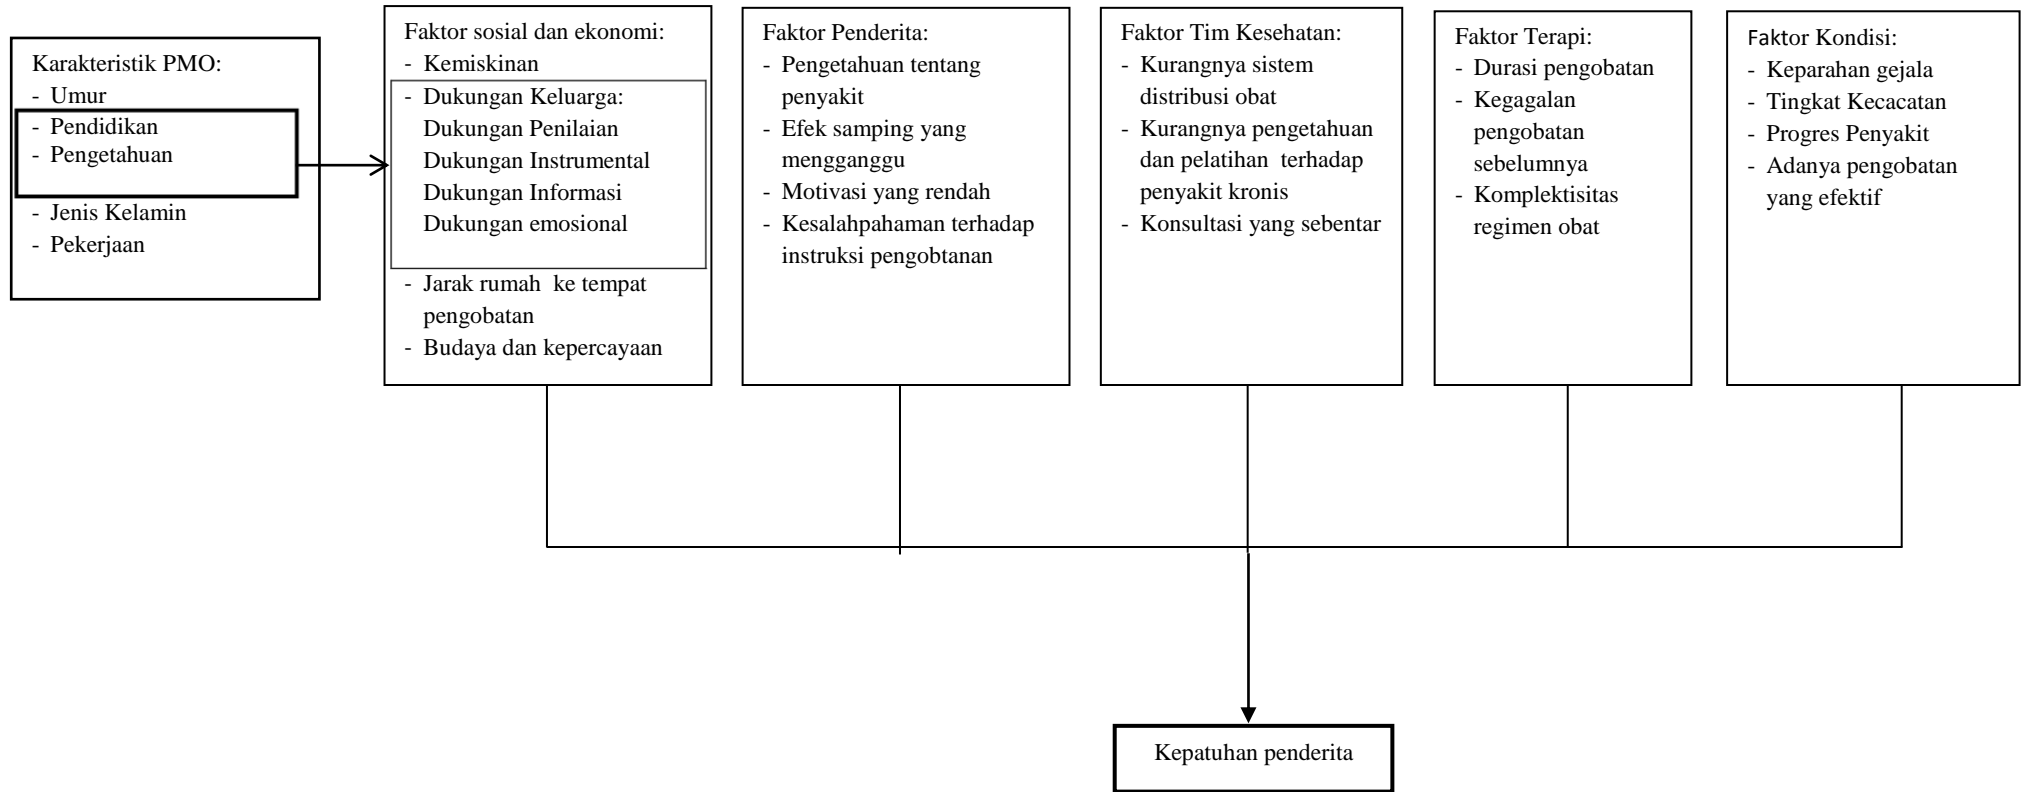 Karakteristik PMO:
- Umur
- Pendidikan
- Pengetahuan
- Jenis Kelamin
- Pekerjaan
Faktor sosial dan ekonomi:
- Kemiskinan
- Dukungan Keluarga:
Dukungan Penilaian
Dukungan Instrumental
Dukungan Informasi
Dukungan emosional
- Jarak rumah ke tempat
pengobatan
- Budaya dan kepercayaan
Faktor Penderita:
- Pengetahuan tentang
penyakit
- Efek samping yang
mengganggu
- Motivasi yang rendah
- Kesalahpahaman terhadap
instruksi pengobtanan
Faktor Tim Kesehatan:
- Kurangnya sistem
distribusi obat
- Kurangnya pengetahuan
dan pelatihan terhadap
penyakit kronis
- Konsultasi yang sebentar
Faktor Terapi:
- Durasi pengobatan
- Kegagalan
pengobatan
sebelumnya
- Komplektisitas
regimen obat
Faktor Kondisi:
- Keparahan gejala
- Tingkat Kecacatan
- Progres Penyakit
- Adanya pengobatan
yang efektif
Kepatuhan penderita